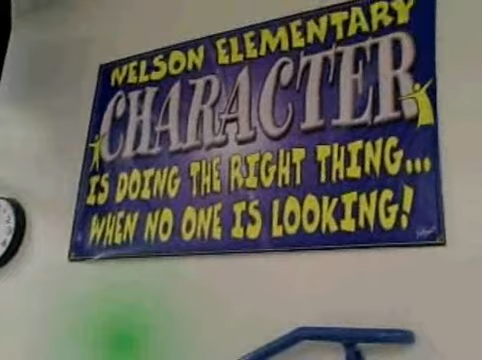 NELSON ELEMENTARY
CHARACTER
IS DOING THE RIGHT THING...
WHEN NO ONE IS LOOKING!